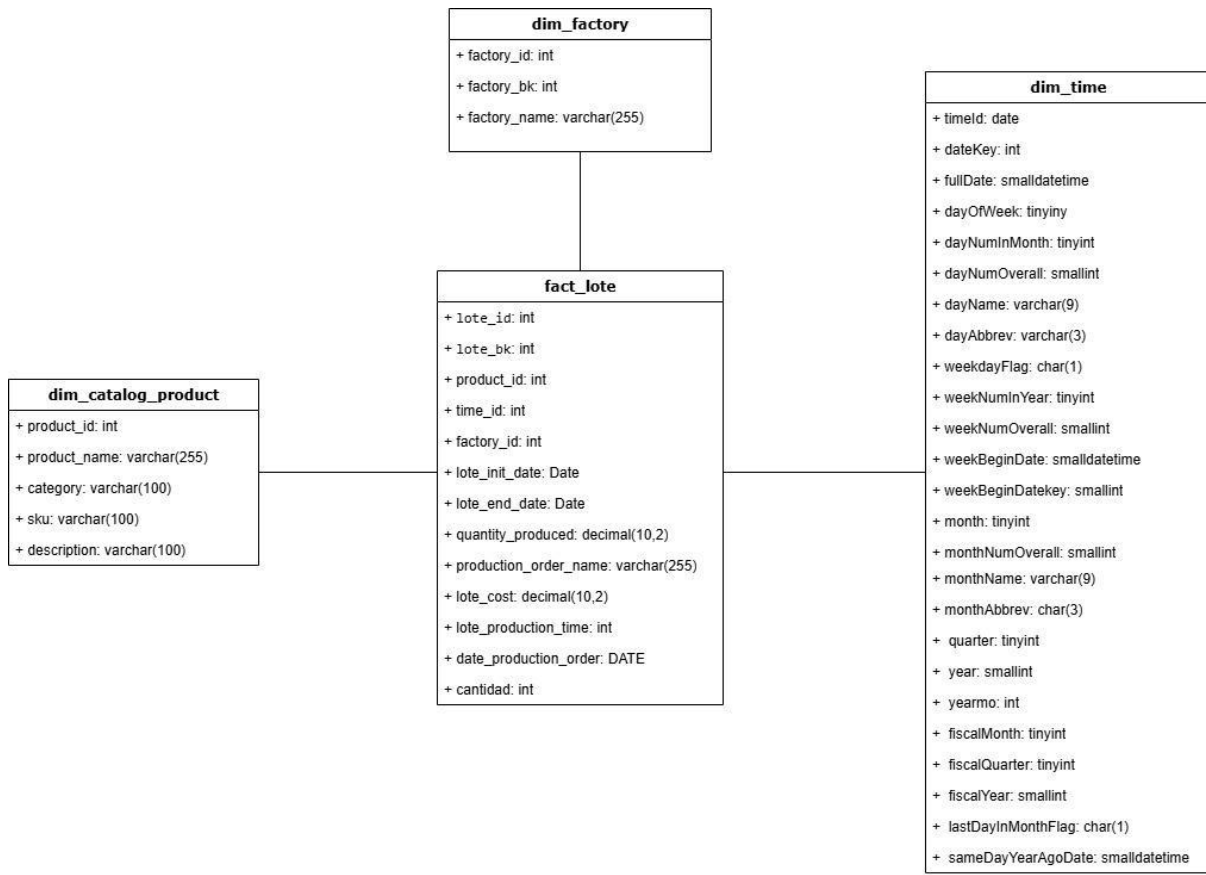 dim_factory
+ factory_id: int
+ factory_bk: int
+ factory_name: varchar(255)
dim_time
+ timeId: date
+ dateKey: int
+ fullDate: smalldatetime
+ dayOfWeek: tinyiny
+ dayNumInMonth: tinyint
+ dayNumOverall: smallint
+ dayName: varchar(9)
+ dayAbbrev: varchar(3)
+ weekdayFlag: char(1)
+ weekNumInYear: tinyint
+ weekNumOverall: smallint
+ weekBeginDate: smalldatetime
+ weekBeginDatekey: smallint
+ month: tinyint
+ monthNumOverall: smallint
+ monthName: varchar(9)
+ monthAbbrev: char(3)
+ quarter: tinyint
+ year: smallint
+ yearmo: int
+ fiscalMonth: tinyint
+ fiscalQuarter: tinyint
+ fiscalYear: smallint
+ lastDayInMonthFlag: char(1)
+ sameDayYearAgoDate: smalldatetime
fact_lote
+ lote_id: int
+ lote_bk: int
+ product_id: int
+ time_id: int
+ factory_id: int
+ lote_init_date: Date
+ lote_end_date: Date
+ quantity_produced: decimal(10,2)
+ production_order_name: varchar(255)
+ lote_cost: decimal(10,2)
+ lote_production_time: int
+ date_production_order: DATE
+ cantidad: int
dim_catalog_product
+ product_id: int
+ product_name: varchar(255)
+ category: varchar(100)
+ sku: varchar(100)
+ description: varchar(100)